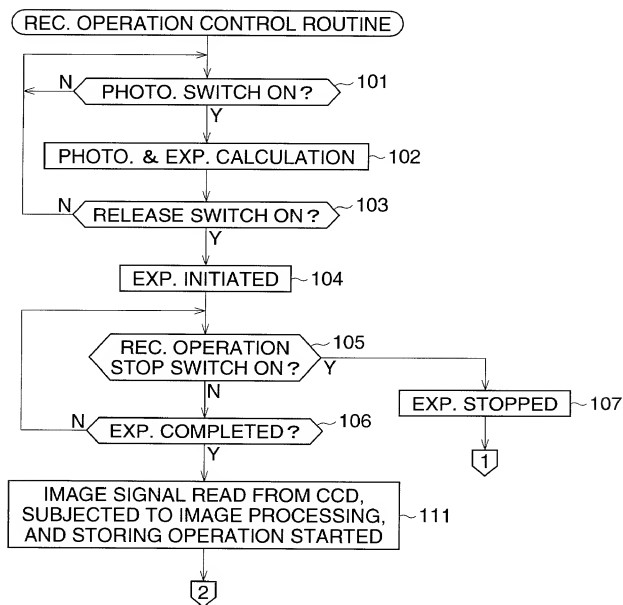 REC. OPERATION CONTROL ROUTINE
N
PHOTO. SWITCH ON?
101
Y
PHOTO. & EXP. CALCULATION
102
N
RELEASE SWITCH ON?
103
Y
EXP. INITIATED
104
REC. OPERATION
STOP SWITCH ON?
105
Y
N
EXP. STOPPED
107
N
EXP. COMPLETED?
106
Y
1
IMAGE SIGNAL READ FROM CCD,
SUBJECTED TO IMAGE PROCESSING,
AND STORING OPERATION STARTED
111
2